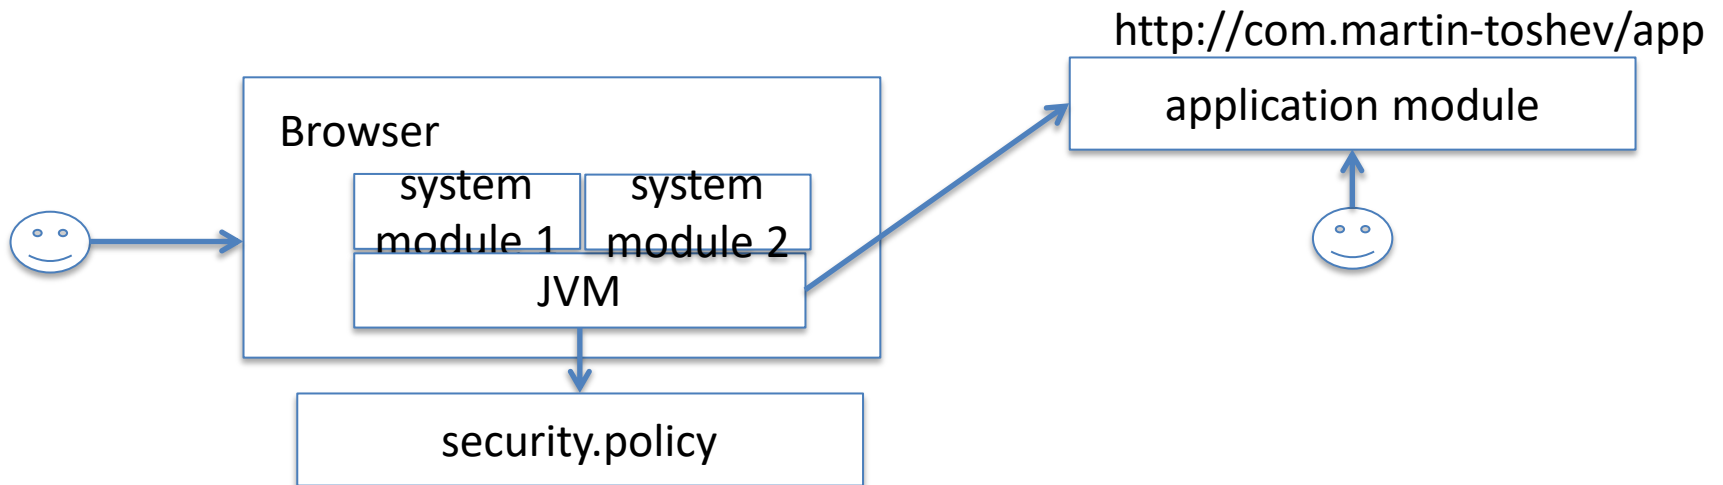 http://com.martin-toshev/app
application module
Browser
system
module 1
system
module 2
JVM
security.policy